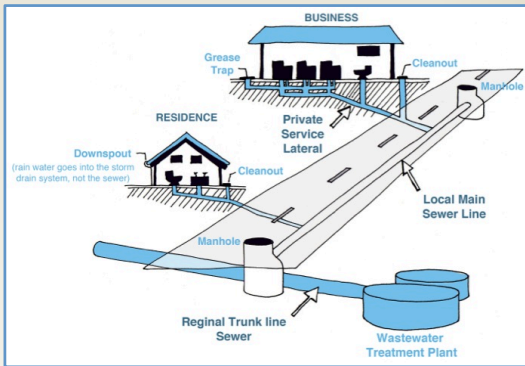 BUSINESS
Grease
Trap
Cleanout
Manhole
Private
Service
Lateral
RESIDENCE
Downspout
(rain water goes into the storm
drain system, not the sewer)
Cleanout
Local Main
Sewer Line
Manhole
Reginal Trunk line
Sewer
Wastewater
Treatment Plant